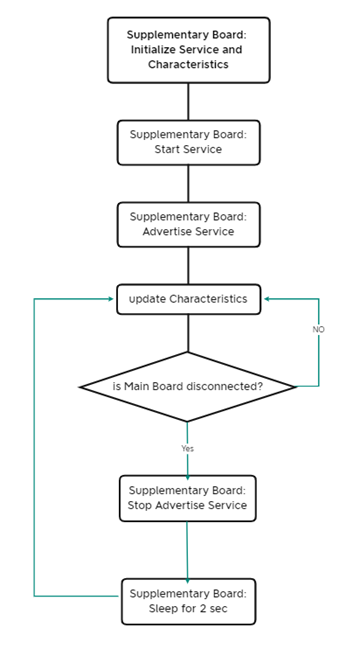 Supplementary Board:
Initialize Service and
Characteristics
Supplementary Board:
Start Service
Supplementary Board:
Advertise Service
update Characteristics
NO
is Main Board disconnected?
Yes
Supplementary Board:
Stop Advertise Service
Supplementary Board:
Sleep for 2 sec